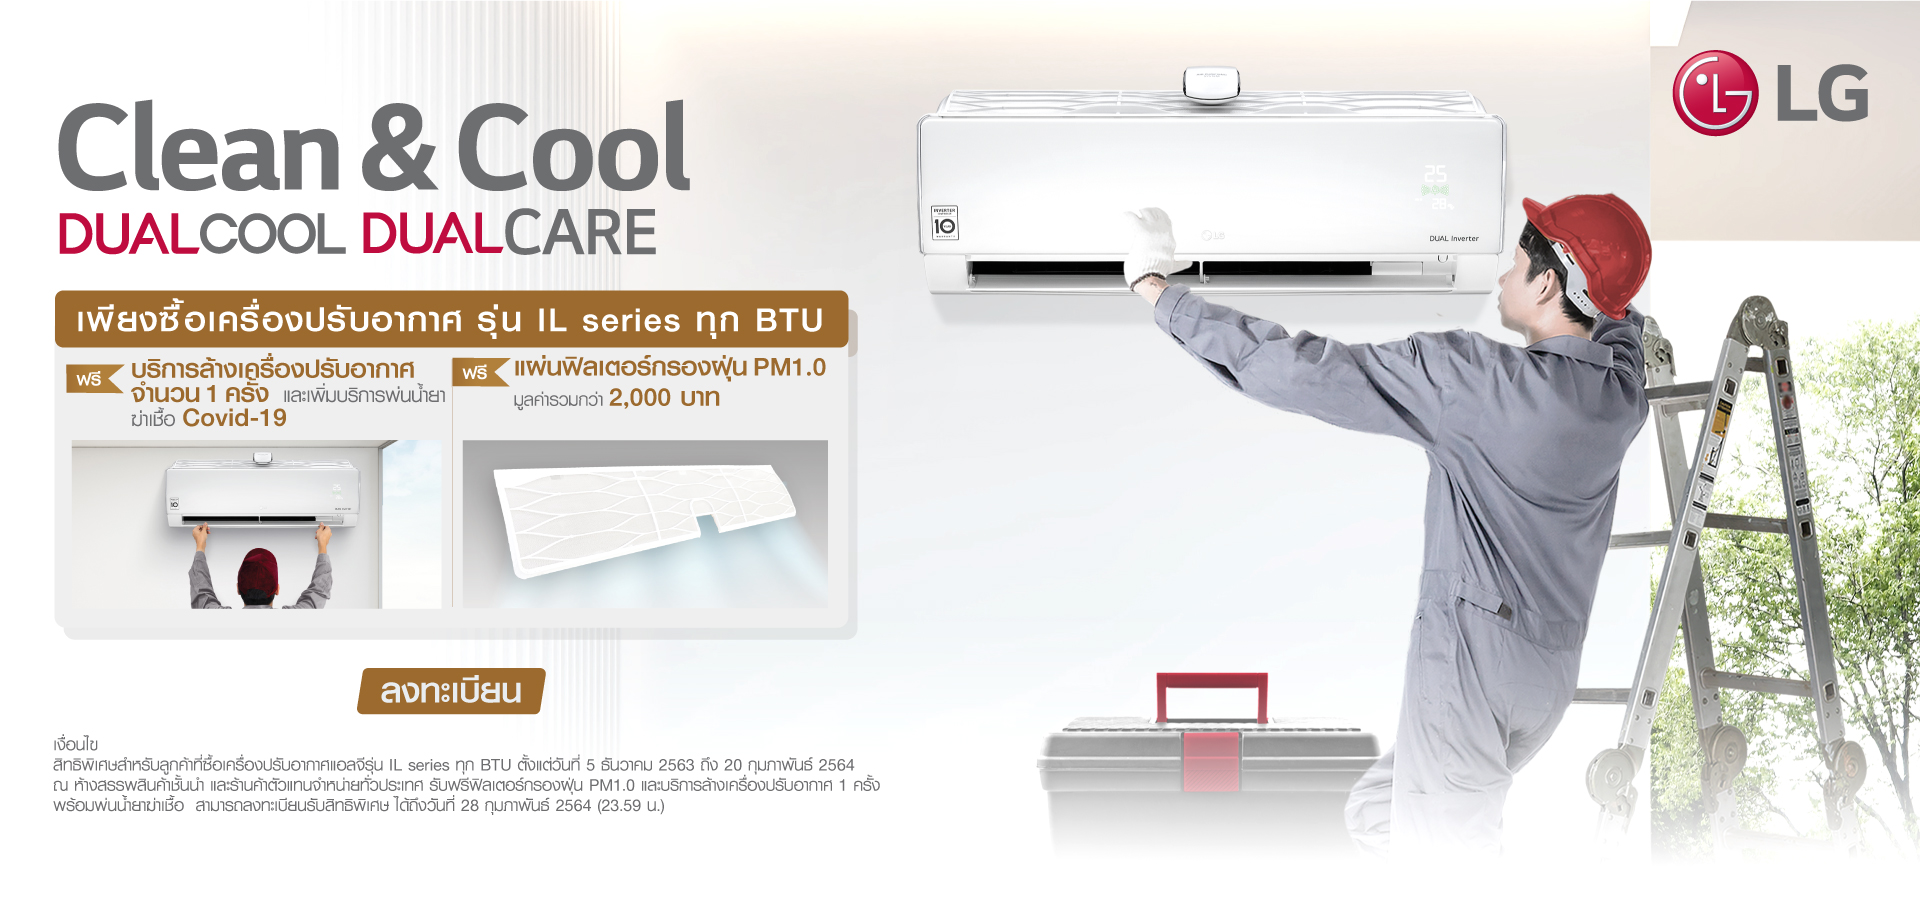 Clean & Cool
DUALCOOL DUALCARE
LG
เพียงซื้อเครื่องปรับอากาศ รุ่น IL series ทุก BTU
ฟรี บริการล้างเครื่องปรับอากาศ
จำนวน 1 ครั้ง และเพิ่มบริการพ่นน้ำยา
ฆ่าเชื้อ Covid-19
ฟรี แผ่นฟิลเตอร์กรองฝุ่น PM1.0
มูลค่ารวมกว่า 2,000 บาท
ลงทะเบียน
เงื่อนไข
สิทธิพิเศษสำหรับลูกค้าที่ซื้อเครื่องปรับอากาศแอลจีรุ่น IL series ทุก BTU ตั้งแต่วันที่ 5 ธันวาคม 2563 ถึง 20 กุมภาพันธ์ 2564
ณ ห้างสรรพสินค้าชั้นนำ และร้านค้าตัวแทนจำหน่ายทั่วประเทศ รับฟรีฟิลเตอร์กรองฝุ่น PM1.0 และบริการล้างเครื่องปรับอากาศ 1 ครั้ง
พร้อมพ่นน้ำยาฆ่าเชื้อ สามารถลงทะเบียนรับสิทธิพิเศษ ได้ถึงวันที่ 28 กุมภาพันธ์ 2564 (23.59 น.)
25
28%
INVERTER
10
LG
DUAL Inverter